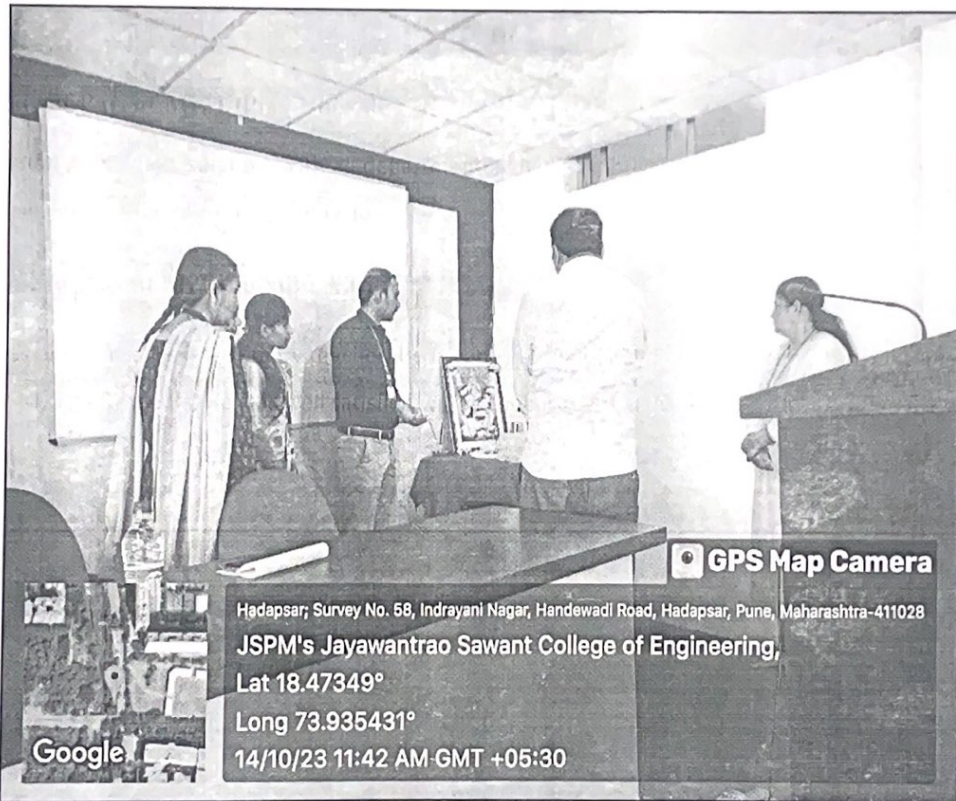 GPS Map Camera
Hadapsar; Survey No. 58, Indrayani Nagar, Handewadi Road, Hadapsar, Pune, Maharashtra-411028
JSPM's Jayawantrao Sawant College of Engineering,
Lat 18.47349°
Long 73.935431°
14/10/23 11:42 AM GMT +05:30
Google